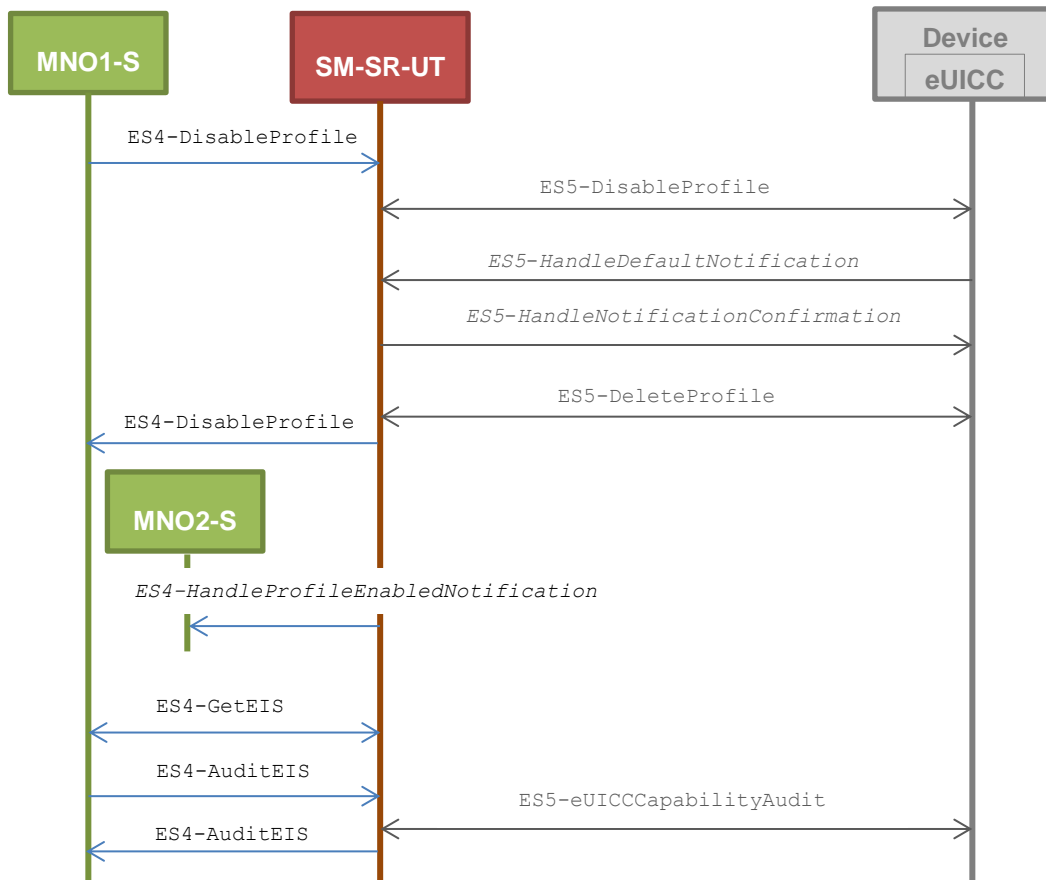 MNO1-S
SM-SR-UT
Device
eUICC
ES4-DisableProfile
ES5-DisableProfile
ES5-HandleDefaultNotification
ES5-HandleNotificationConfirmation
ES5-DeleteProfile
ES4-DisableProfile
MNO2-S
ES4-HandleProfileEnabledNotification
ES4-GetEIS
ES4-AuditEIS
ES5-eUICCCapabilityAudit
ES4-AuditEIS